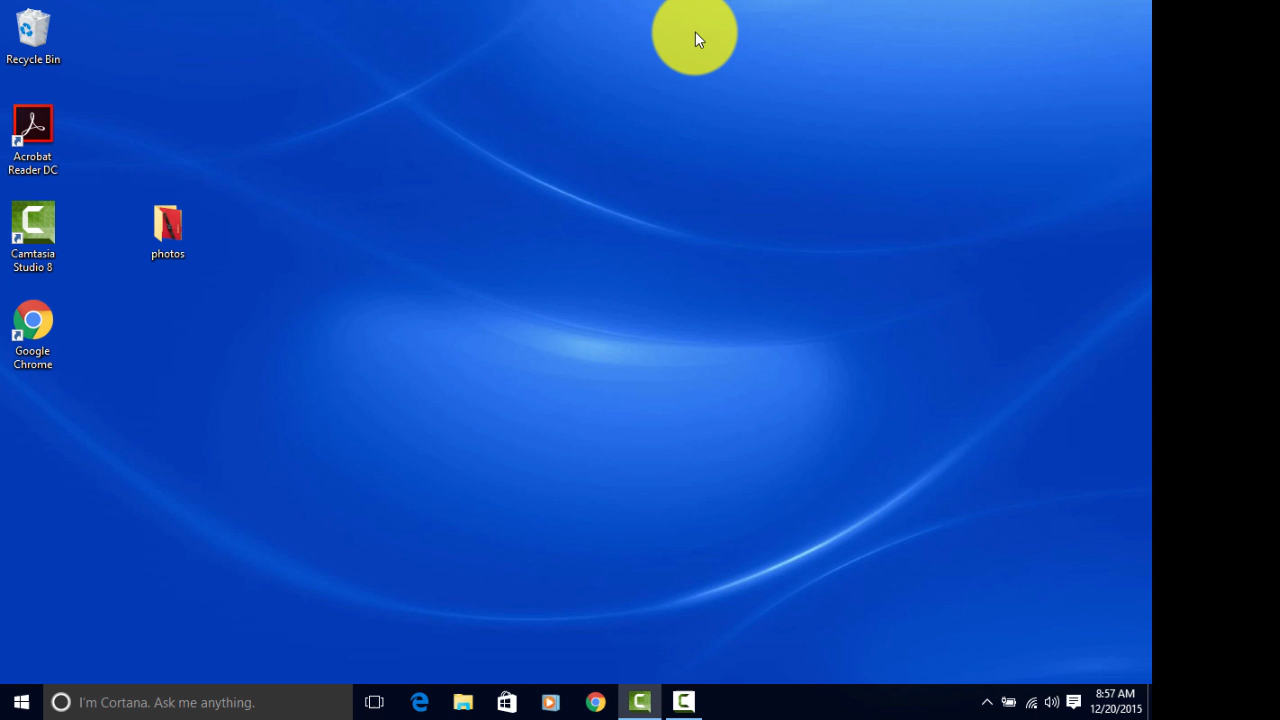 Recycle Bin
Acrobat
Reader DC
Camtasia
Studio 8
photos
Google
Chrome
I'm Cortana. Ask me anything.
8:57 AM
12/20/2015